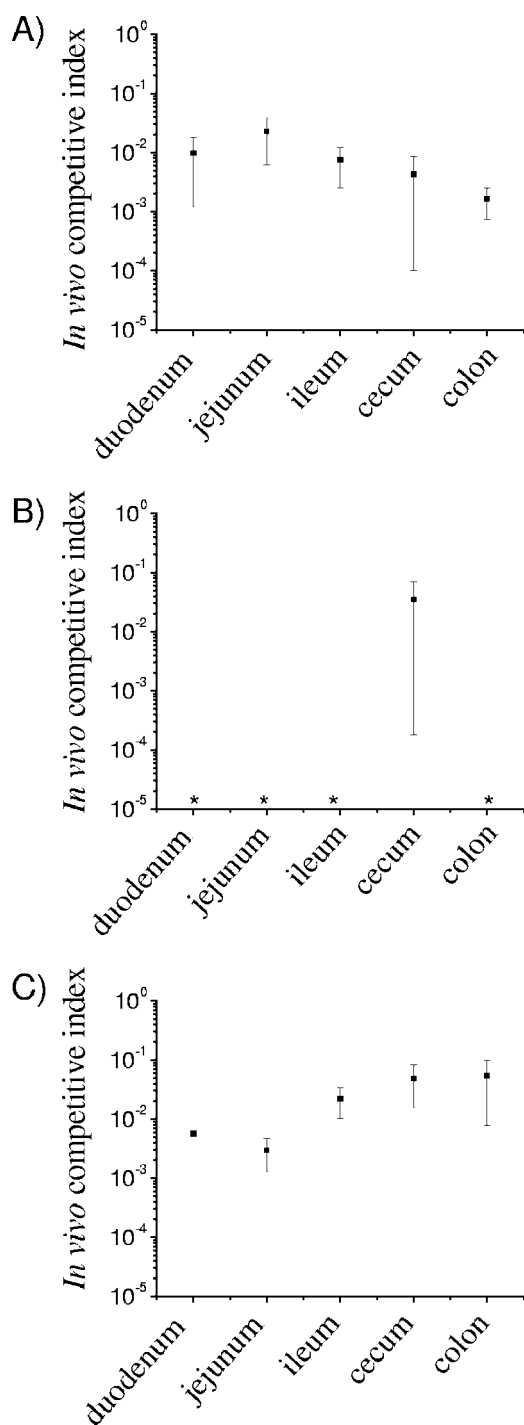 A)
In vivo competitive index
10⁰
10⁻¹
10⁻²
10⁻³
10⁻⁴
10⁻⁵
duodenum
jejunum
ileum
cecum
colon
B)
In vivo competitive index
10⁰
10⁻¹
10⁻²
10⁻³
10⁻⁴
10⁻⁵
* * * *
duodenum
jejunum
ileum
cecum
colon
C)
In vivo competitive index
10⁰
10⁻¹
10⁻²
10⁻³
10⁻⁴
10⁻⁵
duodenum
jejunum
ileum
cecum
colon